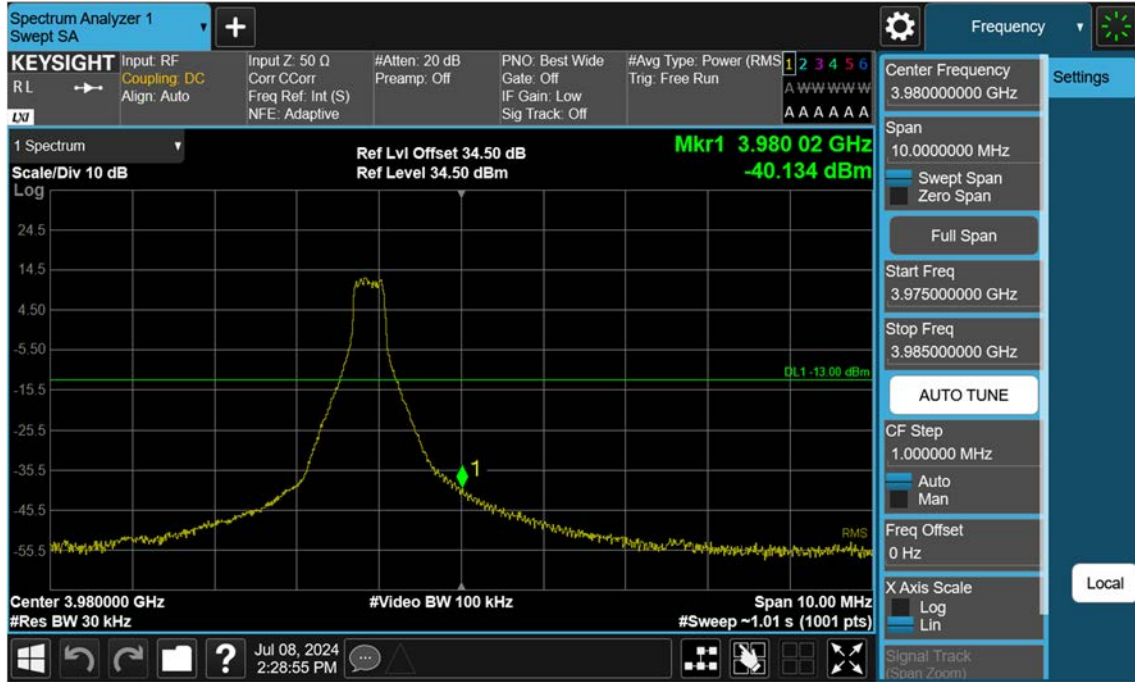 Spectrum Analyzer 1
Swept SA
+
Frequency
KEYSIGHT
R L
LXI
Input: RF
Coupling: DC
Align: Auto
Input Z: 50 Ω
Corr CCorr
Freq Ref: Int (S)
NFE: Adaptive
#Atten: 20 dB
Preamp: Off
PNO: Best Wide
Gate: Off
IF Gain: Low
Sig Track: Off
#Avg Type: Power (RMS
Trig: Free Run
1 2 3 4 5 6
A W W W W W
A A A A A A
1 Spectrum
Scale/Div 10 dB
Ref Lvl Offset 34.50 dB
Ref Level 34.50 dBm
Mkr1 3.980 02 GHz
-40.134 dBm
Log
24.5
14.5
4.50
-5.50
DL1 -13.00 dBm
-15.5
-25.5
-35.5
1
-45.5
RMS
-55.5
Center 3.980000 GHz
#Video BW 100 kHz
Span 10.00 MHz
#Res BW 30 kHz
#Sweep ~1.01 s (1001 pts)
Center Frequency
3.980000000 GHz
Settings
Span
10.0000000 MHz
Swept Span
Zero Span
Full Span
Start Freq
3.975000000 GHz
Stop Freq
3.985000000 GHz
AUTO TUNE
CF Step
1.000000 MHz
Auto
Man
Freq Offset
0 Hz
X Axis Scale
Log
Lin
Local
Signal Track
(Span Zoom)
?
Jul 08, 2024
2:28:55 PM